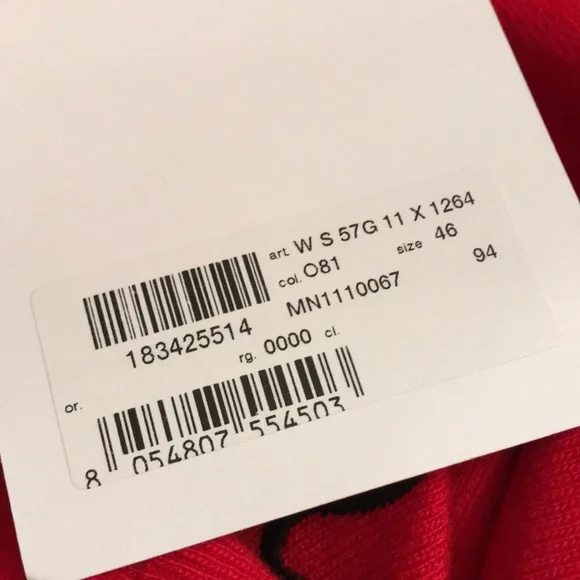 art. W S 57G 11 X 1264
col. O81 size 46
MN1110067 94
183425514
rg. 0000 cl.
or.
8 054807 554503